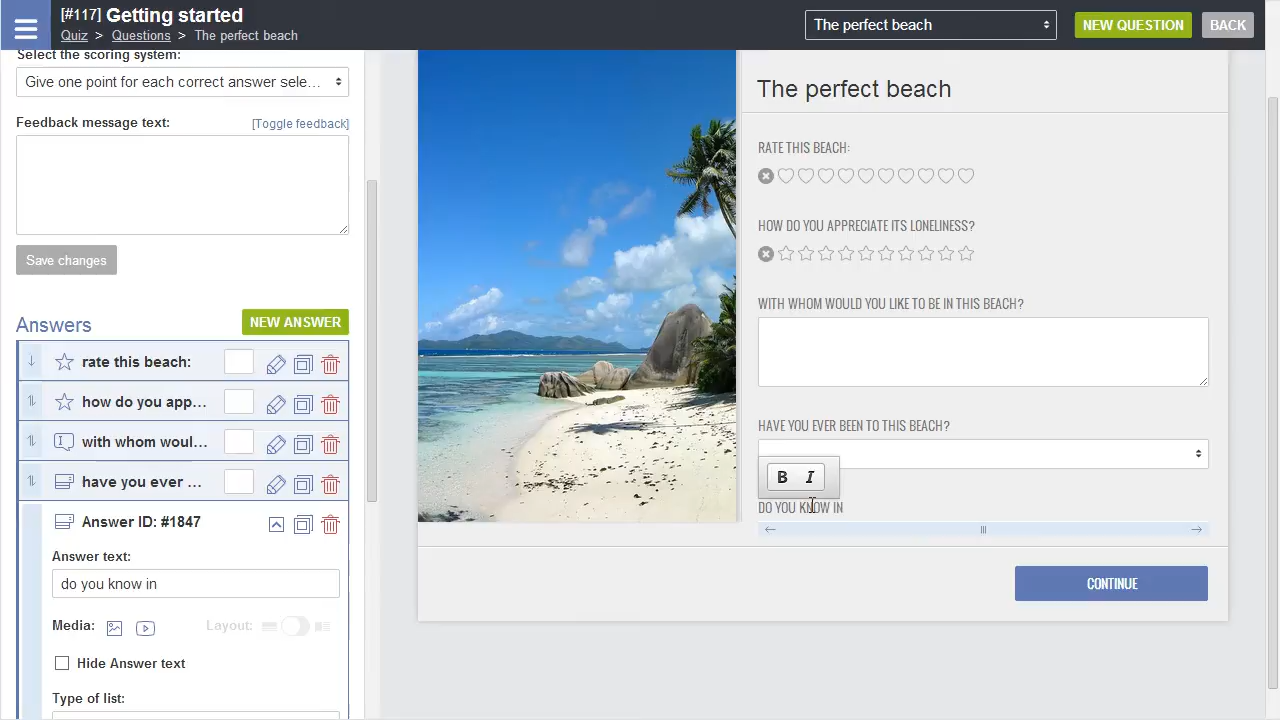 [#117] Getting started
Quiz > Questions > The perfect beach
The perfect beach
NEW QUESTION
BACK
Select the scoring system:
Give one point for each correct answer sele...
Feedback message text:
[Toggle feedback]
Save changes
Answers
NEW ANSWER
rate this beach:
how do you app...
with whom woul...
have you ever ...
Answer ID: #1847
Answer text:
do you know in
Media:
Layout:
Hide Answer text
Type of list:
The perfect beach
RATE THIS BEACH:
HOW DO YOU APPRECIATE ITS LONELINESS?
WITH WHOM WOULD YOU LIKE TO BE IN THIS BEACH?
HAVE YOU EVER BEEN TO THIS BEACH?
B I
DO YOU KNOW IN
CONTINUE